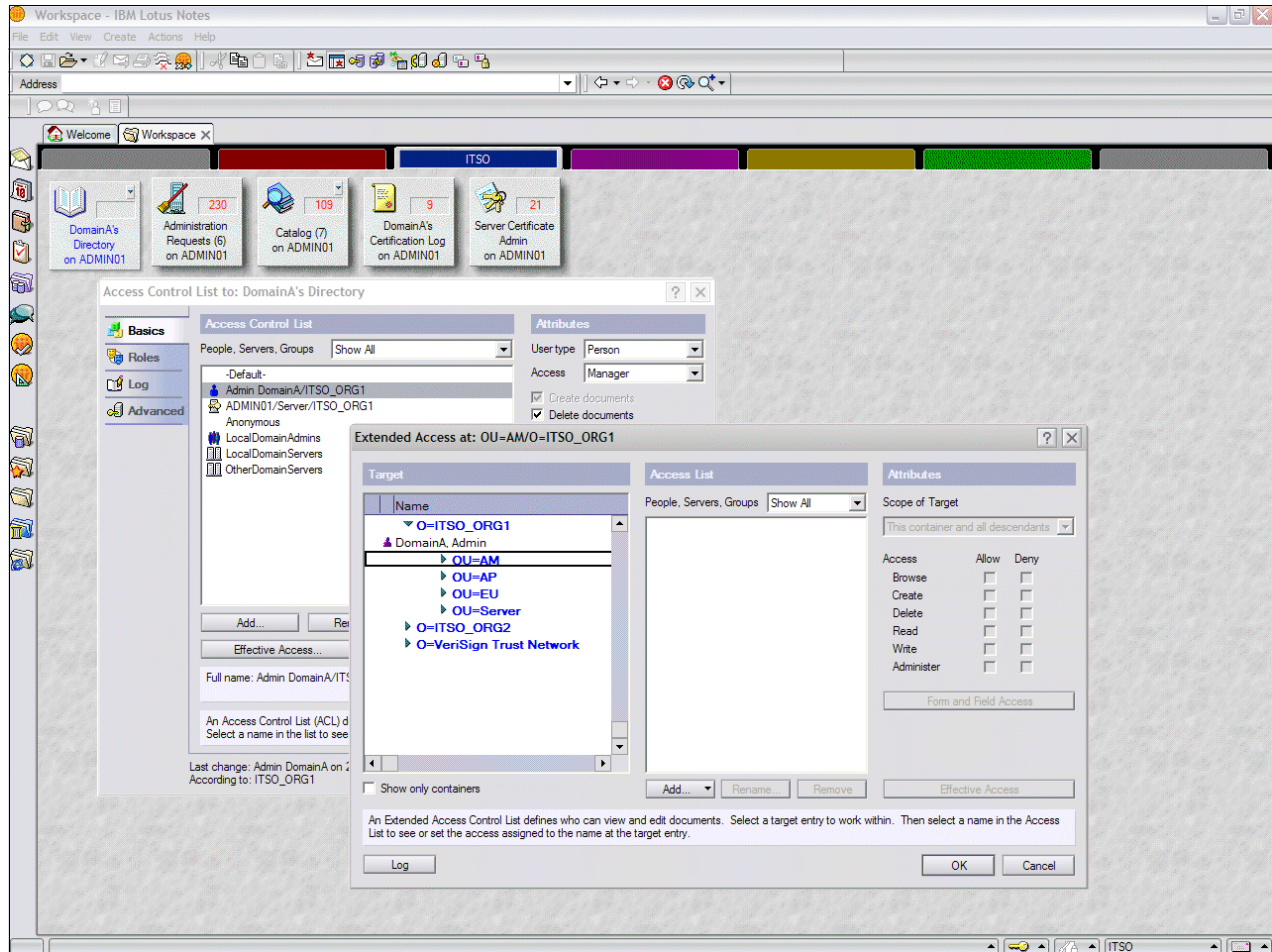 Workspace - IBM Lotus Notes
File Edit View Create Actions Help
Address
Welcome
Workspace
ITSO
DomainA's Directory on ADMIN01
230
Administration Requests (6) on ADMIN01
109
Catalog (7) on ADMIN01
9
DomainA's Certification Log on ADMIN01
21
Server Certificate Admin on ADMIN01
Access Control List to: DomainA's Directory
Basics
Roles
Log
Advanced
Access Control List
People, Servers, Groups Show All
-Default-
Admin DomainA/ITSO_ORG1
ADMIN01/Server/ITSO_ORG1
Anonymous
LocalDomainAdmins
LocalDomainServers
OtherDomainServers
Attributes
User type Person
Access Manager
Create documents
Delete documents
Add...
Effective Access...
Full name: Admin DomainA/ITS
An Access Control List (ACL) d
Select a name in the list to see
Last change: Admin DomainA on 2
According to: ITSO_ORG1
Extended Access at: OU=AM/O=ITSO_ORG1
Target
Name
O=ITSO_ORG1
DomainA, Admin
OU=AM
OU=AP
OU=EU
OU=Server
O=ITSO_ORG2
O=VeriSign Trust Network
Show only containers
Access List
People, Servers, Groups Show All
Add...
Rename...
Remove
Attributes
Scope of Target
This container and all descendants
Access Allow Deny
Browse
Create
Delete
Read
Write
Administer
Form and Field Access
Effective Access
An Extended Access Control List defines who can view and edit documents. Select a target entry to work within. Then select a name in the Access
List to see or set the access assigned to the name at the target entry.
Log
OK
Cancel
ITSO